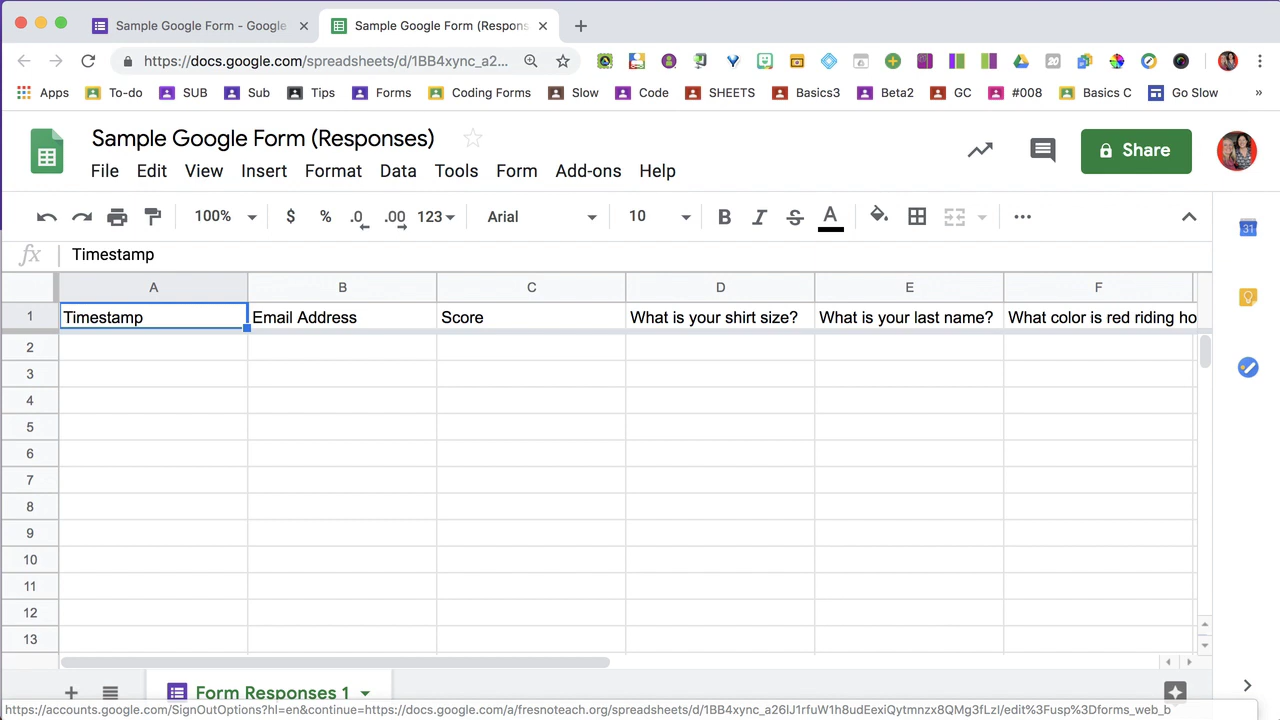 Sample Google Form - Google
Sample Google Form (Respons
https://docs.google.com/spreadsheets/d/1BB4xync_a2...
Apps To-do SUB Sub Tips Forms Coding Forms Slow Code SHEETS Basics3 Beta2 GC #008 Basics C Go Slow »
Sample Google Form (Responses)
Share
File Edit View Insert Format Data Tools Form Add-ons Help
100% $ % .0 .00 123 Arial 10 B I S A
31
fx Timestamp
A B C D E F
1 Timestamp Email Address Score What is your shirt size? What is your last name? What color is red riding ho
2
3
4
5
6
7
8
9
10
11
12
13
Form Responses 1
https://accounts.google.com/SignOutOptions?hl=en&continue=https://docs.google.com/a/fresnoteach.org/spreadsheets/d/1BB4xync_a26IJ1rfuW1h8udEexiQytmnzx8QMg3fLzI/edit%3Fusp%3Dforms_web_b